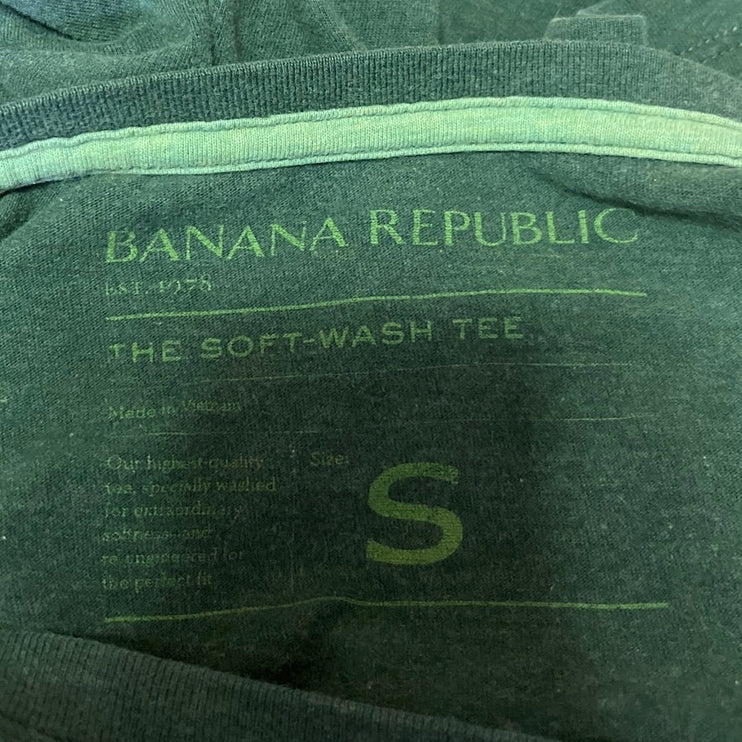 BANANA REPUBLIC
EST. 1978
THE SOFT-WASH TEE
Made in Vietnam
Our highest-quality
tee, specially washed
for extraordinary
softness, and
re-engineered for
the perfect fit.
Size:
S